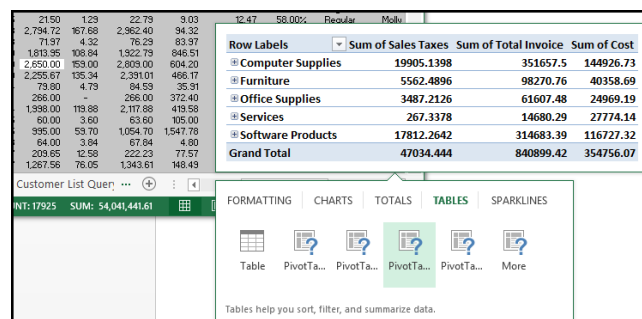 21.50 1.29 22.79 9.03 12.47 58.00% Regular Molly
2,794.72 167.68 2,962.40 94.32
71.97 4.32 76.29 83.97
1,813.95 108.84 1,922.79 846.51
2,650.00 159.00 2,809.00 604.20
2,255.67 135.34 2,391.01 466.17
79.80 4.79 84.59 35.91
266.00 - 266.00 372.40
1,998.00 119.88 2,117.88 419.58
60.00 3.60 63.60 105.00
995.00 59.70 1,054.70 1,547.78
64.00 3.84 67.84 4.80
209.65 12.58 222.23 77.57
1,267.56 76.05 1,343.61 148.49
Row Labels Sum of Sales Taxes Sum of Total Invoice Sum of Cost
Computer Supplies 19905.1398 351657.5 144926.73
Furniture 5562.4896 98270.76 40358.69
Office Supplies 3487.2126 61607.48 24969.19
Services 267.3378 14680.29 27774.14
Software Products 17812.2642 314683.39 116727.32
Grand Total 47034.444 840899.42 354756.07
Customer List Query ...
NT: 17925 SUM: 54,041,441.61
FORMATTING CHARTS TOTALS TABLES SPARKLINES
Table PivotTa... PivotTa... PivotTa... PivotTa... More
Tables help you sort, filter, and summarize data.